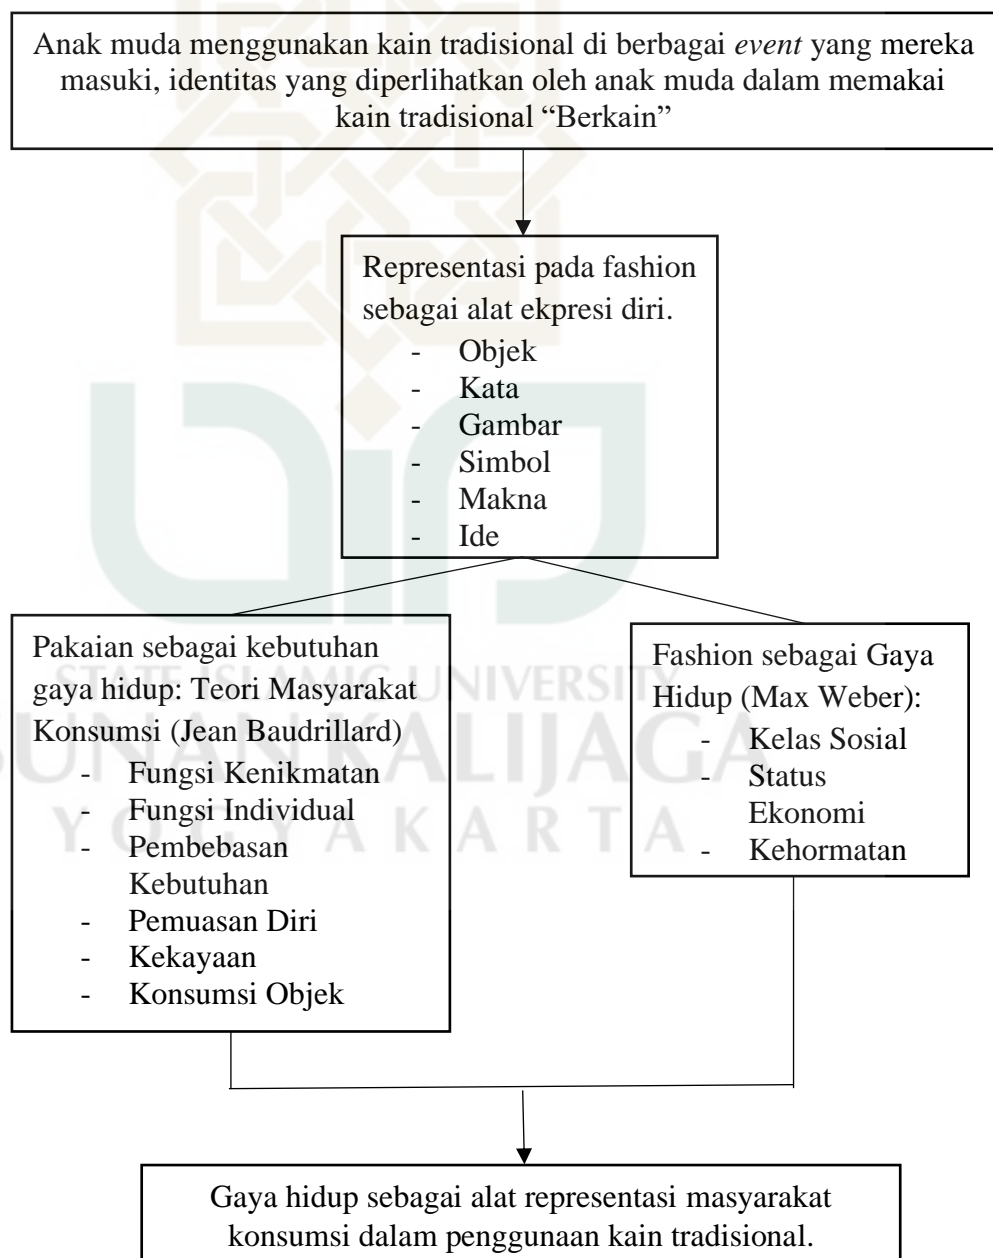 Anak muda menggunakan kain tradisional di berbagai event yang mereka
masuki, identitas yang diperlihatkan oleh anak muda dalam memakai
kain tradisional “Berkain”
Representasi pada fashion
sebagai alat ekpresi diri.
- Objek
- Kata
- Gambar
- Simbol
- Makna
- Ide
Pakaian sebagai kebutuhan
gaya hidup: Teori Masyarakat
Konsumsi (Jean Baudrillard)
- Fungsi Kenikmatan
- Fungsi Individual
- Pembebasan
Kebutuhan
- Pemuasan Diri
- Kekayaan
- Konsumsi Objek
Fashion sebagai Gaya
Hidup (Max Weber):
- Kelas Sosial
- Status
Ekonomi
- Kehormatan
Gaya hidup sebagai alat representasi masyarakat
konsumsi dalam penggunaan kain tradisional.
STATE ISLAMIC UNIVERSITY
SUNAN KALIJAGA
YOGYAKARTA